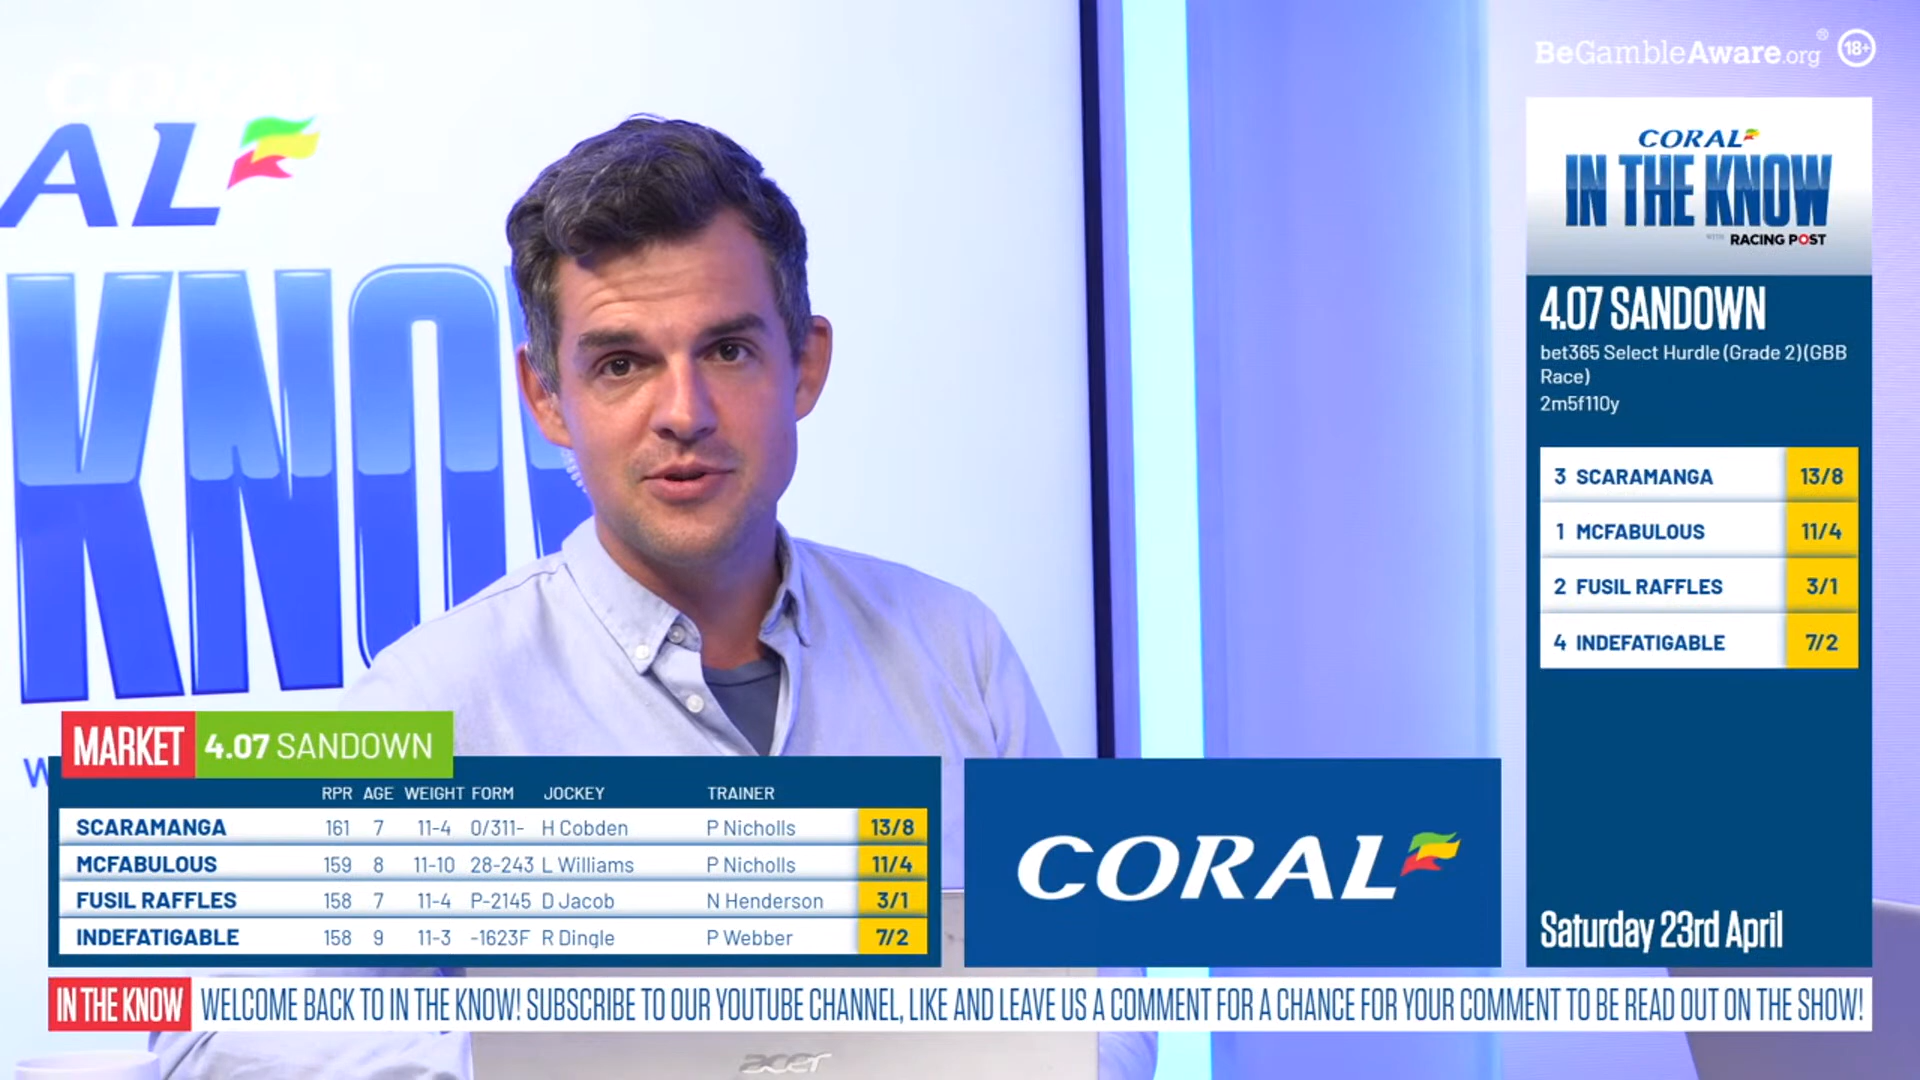 BeGambleAware.org® 18+
CORAL
AL
KNO
W
CORAL
IN THE KNOW
WITH RACING POST
4.07 SANDOWN
bet365 Select Hurdle (Grade 2) (GBB
Race)
2m5f110y
3 SCARAMANGA 13/8
1 MCFABULOUS 11/4
2 FUSIL RAFFLES 3/1
4 INDEFATIGABLE 7/2
Saturday 23rd April
MARKET 4.07 SANDOWN
RPR AGE WEIGHT FORM JOCKEY TRAINER
SCARAMANGA 161 7 11-4 0/311- H Cobden P Nicholls 13/8
MCFABULOUS 159 8 11-10 28-243 L Williams P Nicholls 11/4
FUSIL RAFFLES 158 7 11-4 P-2145 D Jacob N Henderson 3/1
INDEFATIGABLE 158 9 11-3 -1623F R Dingle P Webber 7/2
CORAL
IN THE KNOW WELCOME BACK TO IN THE KNOW! SUBSCRIBE TO OUR YOUTUBE CHANNEL, LIKE AND LEAVE US A COMMENT FOR A CHANCE FOR YOUR COMMENT TO BE READ OUT ON THE SHOW!
acer